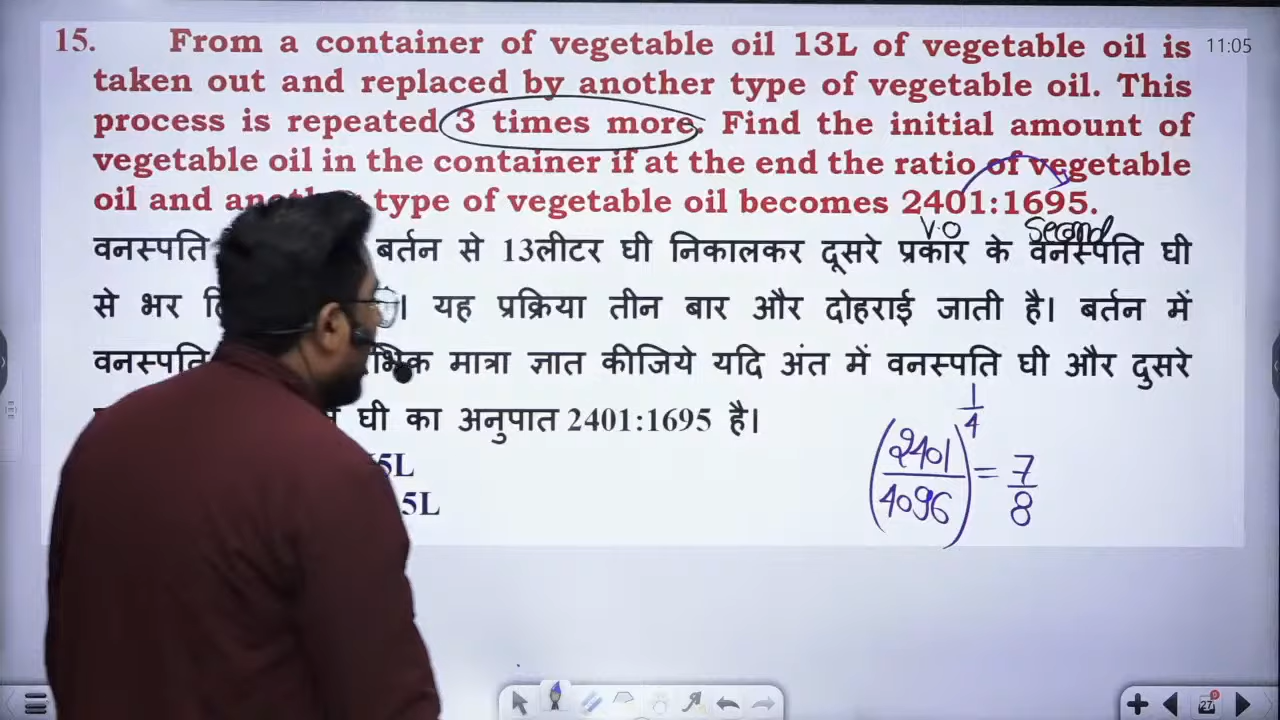 15. From a container of vegetable oil 13L of vegetable oil is
11:05
taken out and replaced by another type of vegetable oil. This
process is repeated 3 times more. Find the initial amount of
vegetable oil in the container if at the end the ratio of vegetable
oil and type of vegetable oil becomes 2401:1695.
V.O Second
वनस्पति बर्तन से 13लीटर घी निकालकर दूसरे प्रकार के वनस्पति घी
से भर । यह प्रक्रिया तीन बार और दोहराई जाती है। बर्तन में
वनस्पति मात्रा ज्ञात कीजिये यदि अंत में वनस्पति घी और दुसरे
घी का अनुपात 2401:1695 है।
(2401/4096)^1/4 = 7/8
5L
5L
27